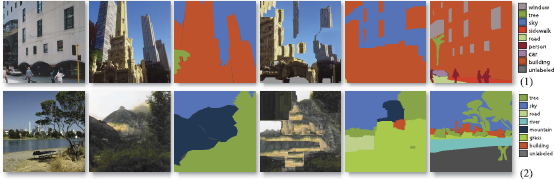 window
tree
sky
sidewalk
road
person
car
building
unlabeled
(1)
tree
sky
road
river
mountain
grass
building
unlabeled
(2)